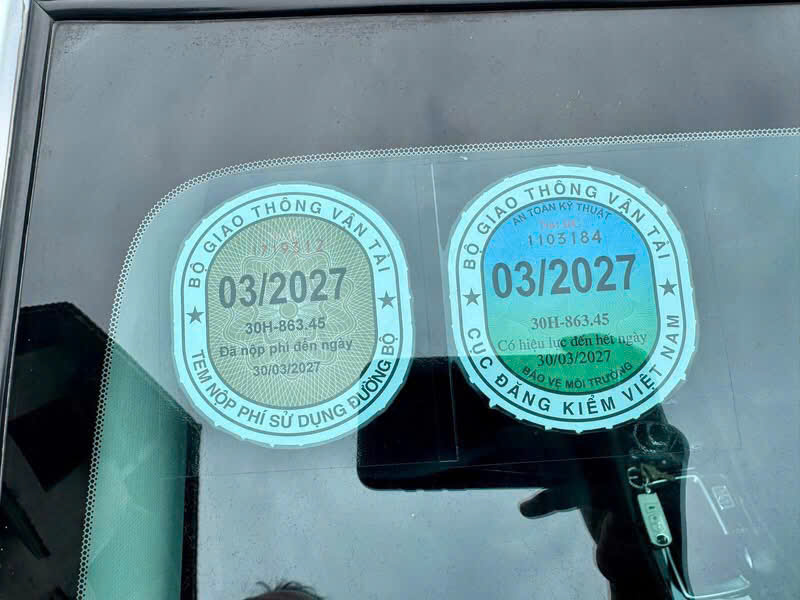 BỘ GIAO THÔNG VẬN TẢI
1719312
03/2027
30H-863.45
Đã nộp phí đến ngày
30/03/2027
TEM NỘP PHÍ SỬ DỤNG ĐƯỜNG BỘ
BỘ GIAO THÔNG VẬN TẢI
AN TOÀN KỸ THUẬT
1103184
03/2027
30H-863.45
Có hiệu lực đến hết ngày
30/03/2027
BẢO VỆ MÔI TRƯỜNG
CỤC ĐĂNG KIỂM VIỆT NAM